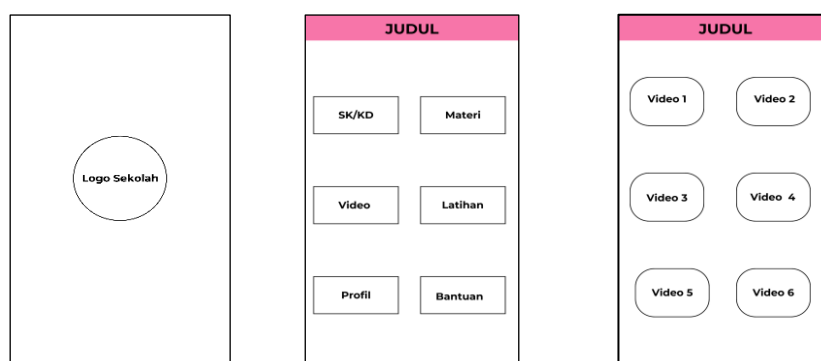 Logo Sekolah
JUDUL
SK/KD
Materi
Video
Latihan
Profil
Bantuan
JUDUL
Video 1
Video 2
Video 3
Video 4
Video 5
Video 6